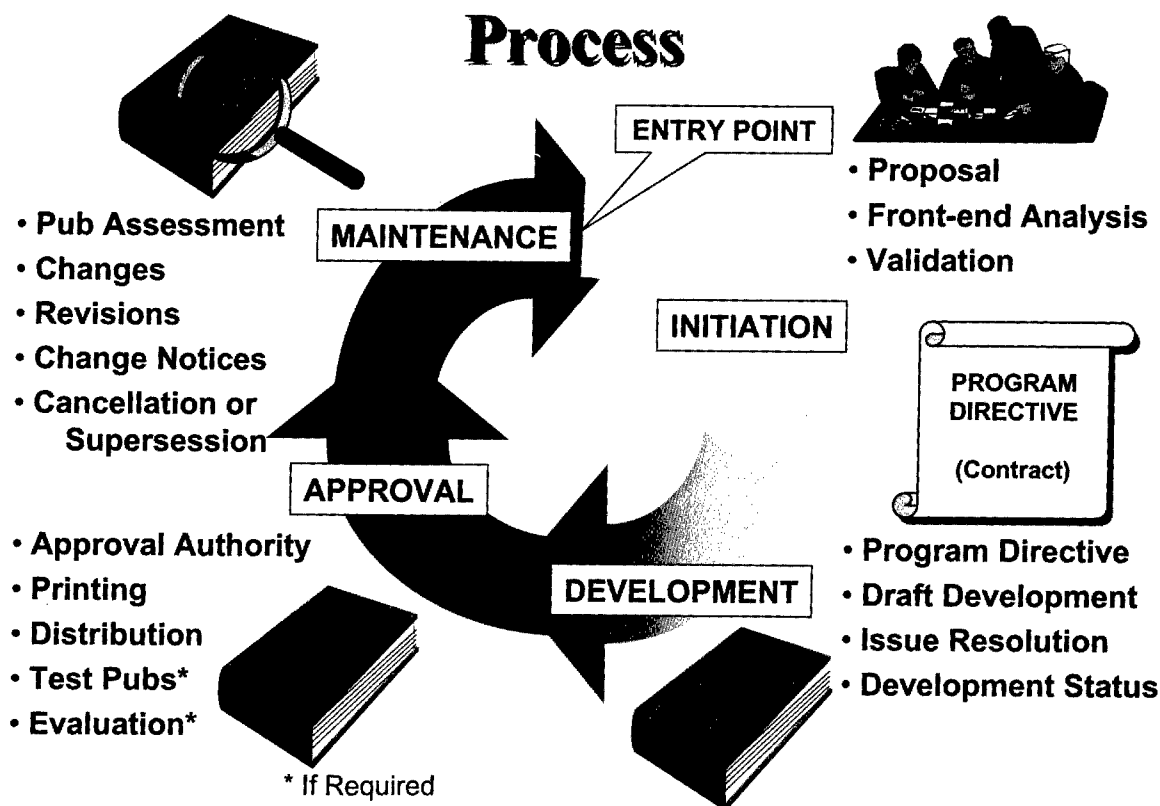 Process
ENTRY POINT
• Proposal
• Front-end Analysis
• Validation
MAINTENANCE
• Pub Assessment
• Changes
• Revisions
• Change Notices
• Cancellation or
Supersession
INITIATION
PROGRAM
DIRECTIVE
(Contract)
APPROVAL
• Approval Authority
• Printing
• Distribution
• Test Pubs*
• Evaluation*
* If Required
DEVELOPMENT
• Program Directive
• Draft Development
• Issue Resolution
• Development Status